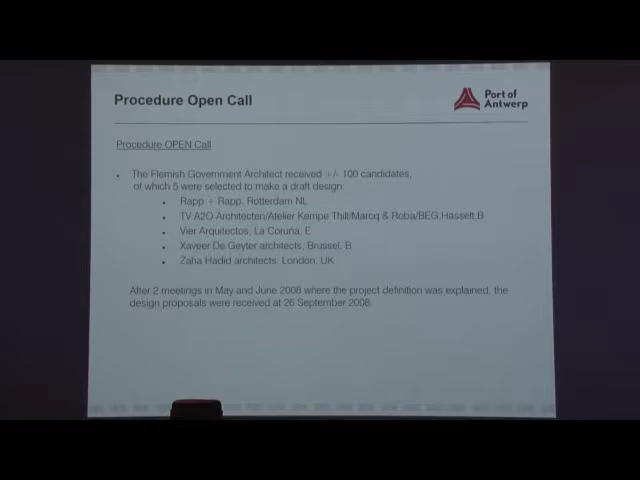 Procedure Open Call
Port of
Antwerp
Procedure OPEN Call
• The Flemish Government Architect received +/- 100 candidates,
of which 5 were selected to make a draft design:
• Rapp + Rapp, Rotterdam NL
• TV A2O Architecten/Atelier Kempe Thill/Marcq & Roba/BEG,Hasselt,B
• Vier Arquitectos, La Coruña, E
• Xaveer De Geyter architects, Brussel, B
• Zaha Hadid architects, London, UK
After 2 meetings in May and June 2008 where the project definition was explained, the
design proposals were received at 26 September 2008.